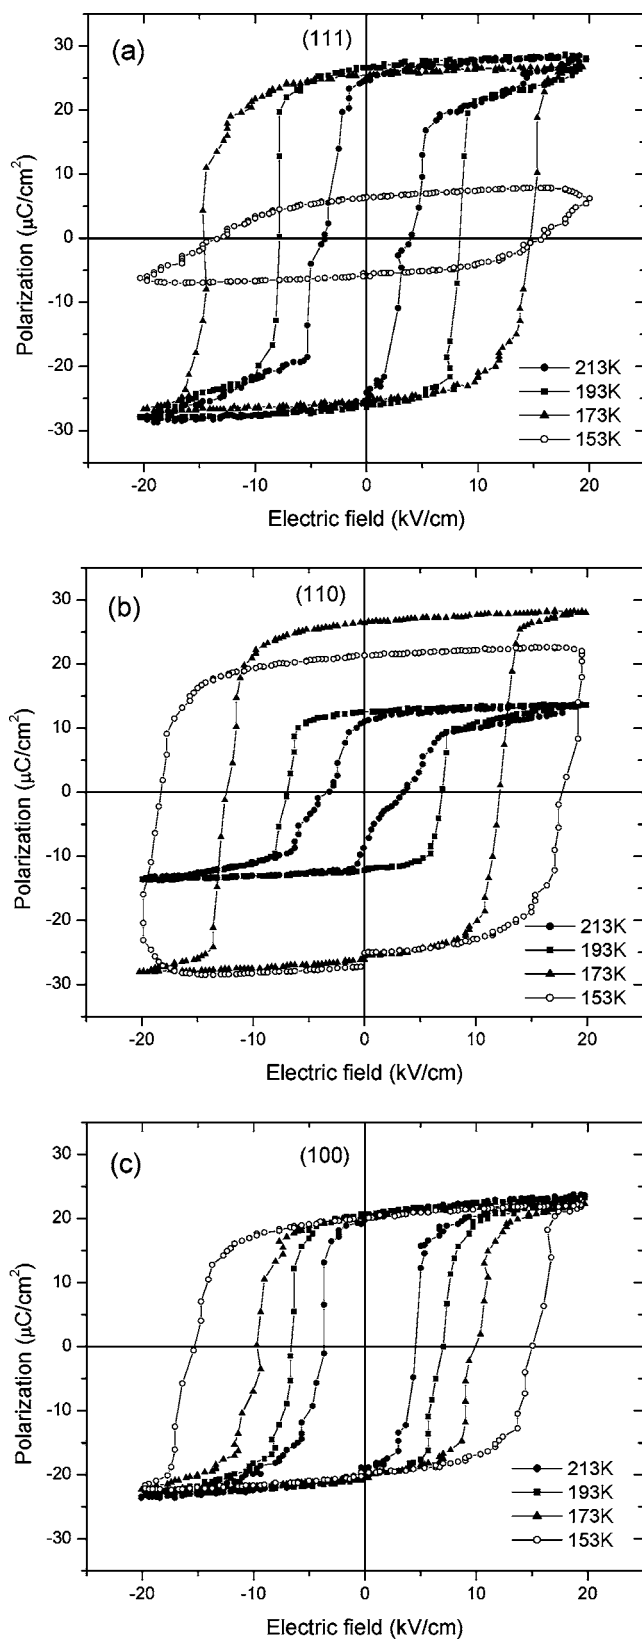 (a)
(111)
30
20
10
0
-10
-20
-30
Polarization (μC/cm²)
213K
193K
173K
153K
-20 -10 0 10 20
Electric field (kV/cm)
(b)
(110)
30
20
10
0
-10
-20
-30
Polarization (μC/cm²)
213K
193K
173K
153K
-20 -10 0 10 20
Electric field (kV/cm)
(c)
(100)
30
20
10
0
-10
-20
-30
Polarization (μC/cm²)
213K
193K
173K
153K
-20 -10 0 10 20
Electric field (kV/cm)